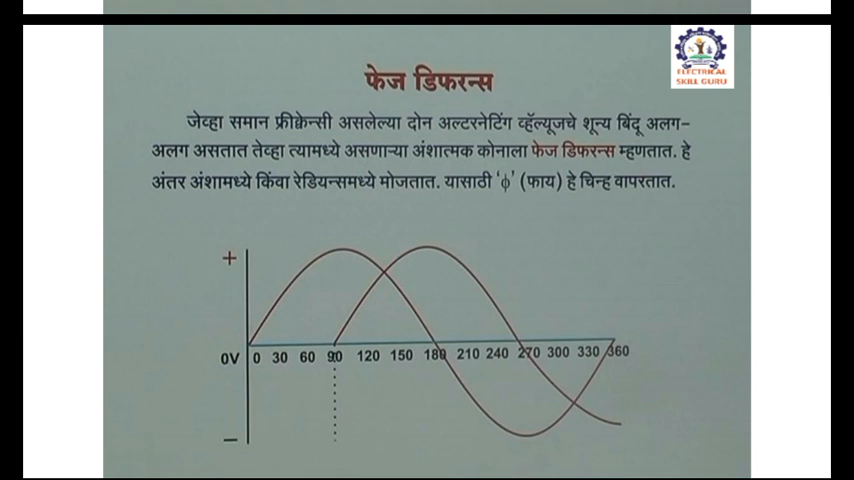 ELECTRICAL
SKILL GURU
फेज डिफरन्स
जेव्हा समान फ्रीक्वेन्सी असलेल्या दोन अल्टरनेटिंग व्हॅल्यूजचे शून्य बिंदू अलग-
अलग असतात तेव्हा त्यामध्ये असणाऱ्या अंशात्मक कोनाला फेज डिफरन्स म्हणतात. हे
अंतर अंशामध्ये किंवा रेडियन्समध्ये मोजतात. यासाठी ‘ϕ’ (फाय) हे चिन्ह वापरतात.
+
0V 0 30 60 90 120 150 180 210 240 270 300 330 360
–